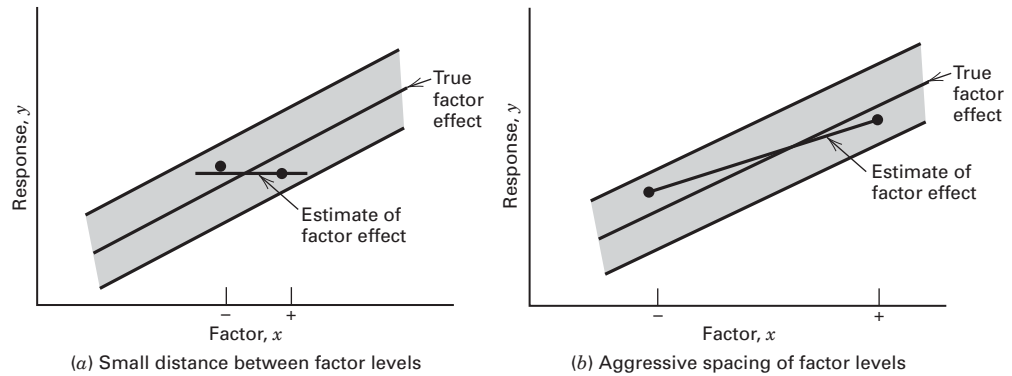 Response, y
True
factor
effect
Estimate of
factor effect
–
+
Factor, x
(a) Small distance between factor levels
Response, y
True
factor
effect
Estimate of
factor effect
–
+
Factor, x
(b) Aggressive spacing of factor levels